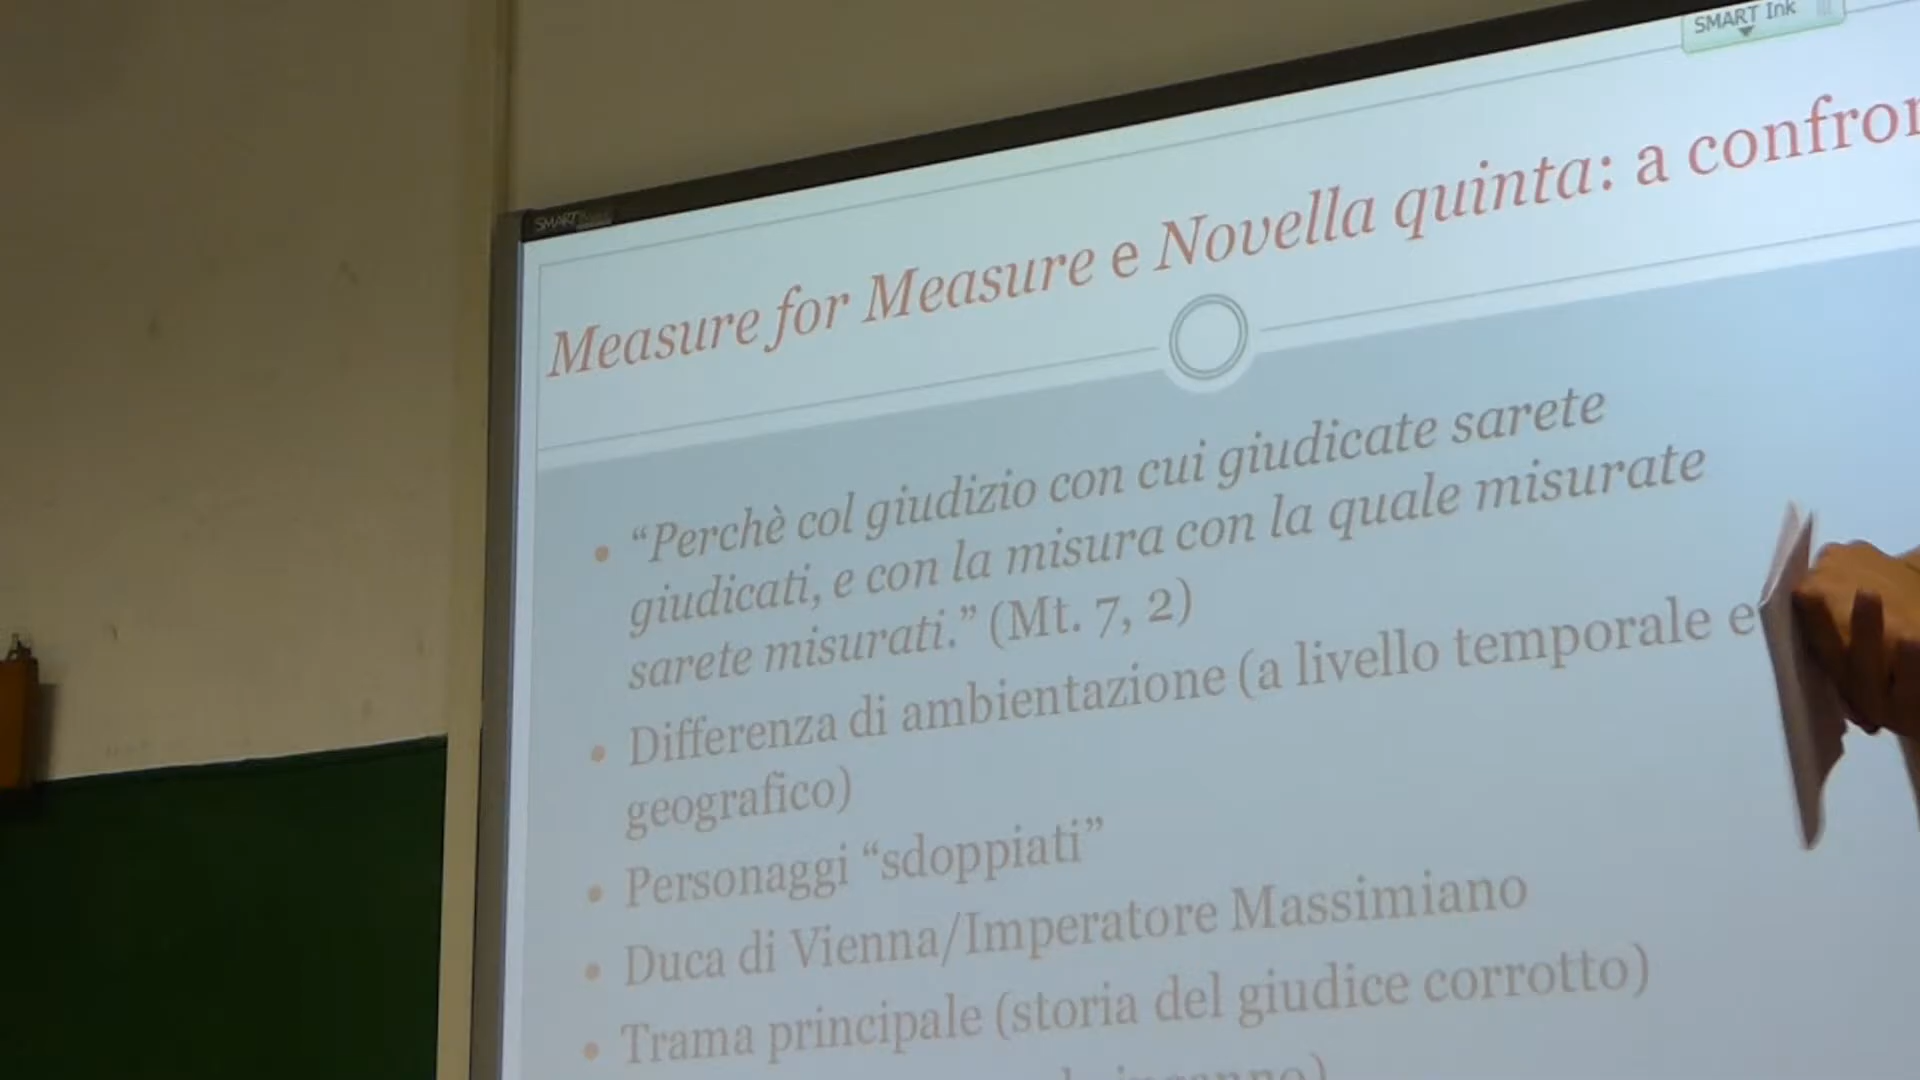 SMART Ink
SMART
Measure for Measure e Novella quinta: a confron
“Perchè col giudizio con cui giudicate sarete
giudicati, e con la misura con la quale misurate
sarete misurati.” (Mt. 7, 2)
Differenza di ambientazione (a livello temporale e
geografico)
Personaggi “sdoppiati”
Duca di Vienna/Imperatore Massimiano
Trama principale (storia del giudice corrotto)